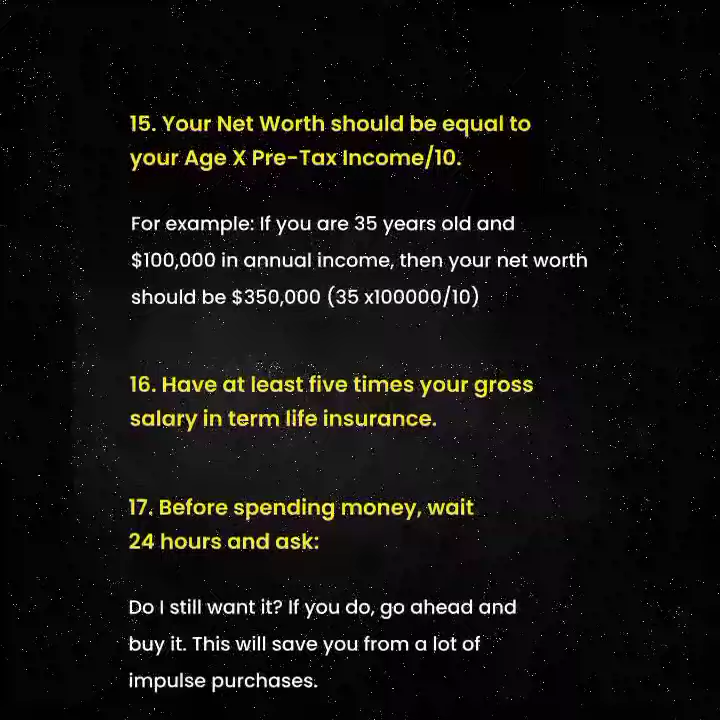 15. Your Net Worth should be equal to
your Age X Pre-Tax Income/10.
For example: If you are 35 years old and
$100,000 in annual income, then your net worth
should be $350,000 (35 x100000/10)
16. Have at least five times your gross
salary in term life insurance.
17. Before spending money, wait
24 hours and ask:
Do I still want it? If you do, go ahead and
buy it. This will save you from a lot of
impulse purchases.